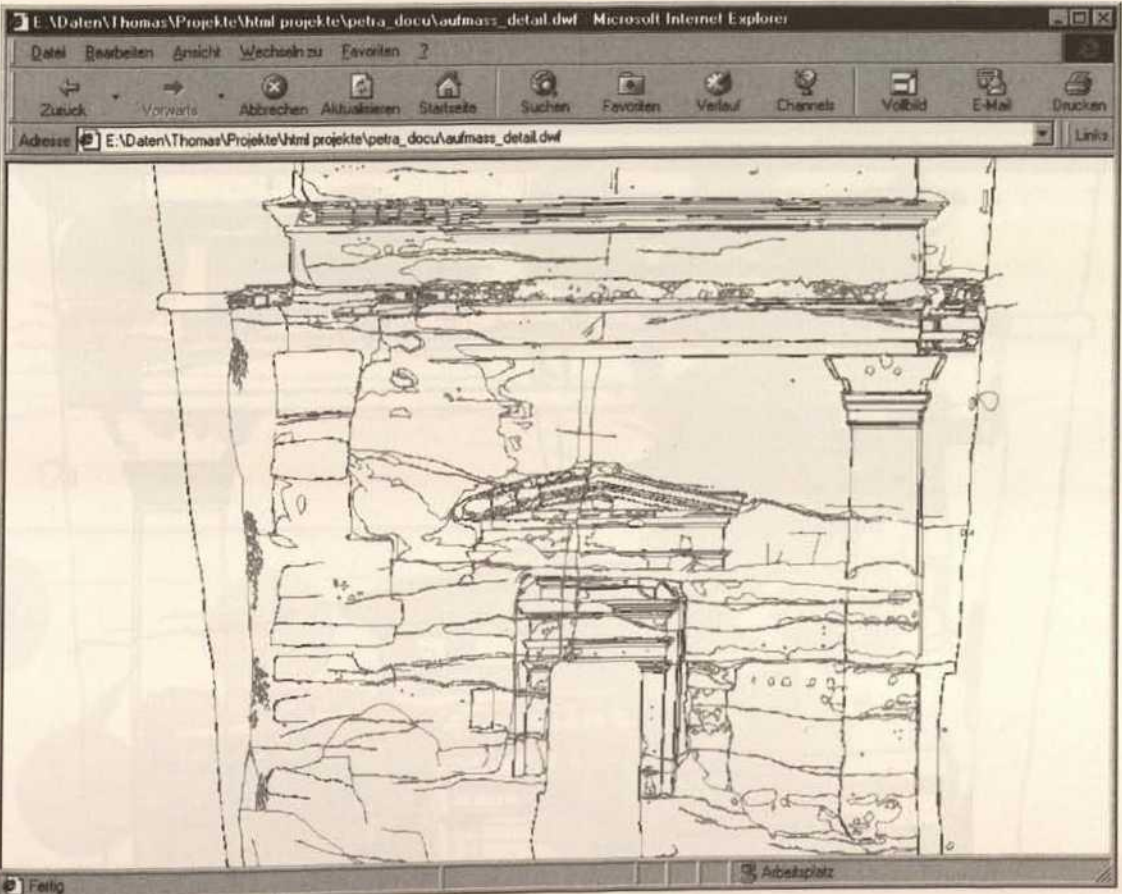 E:\Daten\Thomas\Projekte\html projekte\petra_docu\aufmass_detail.dwf - Microsoft Internet Explorer
Datei Bearbeiten Ansicht Wechseln zu Favoriten ?
Zurück Vorwärts Abbrechen Aktualisieren Startseite Suchen Favoriten Verlauf Channels Vollbild E-Mail Drucken
Adresse E:\Daten\Thomas\Projekte\html projekte\petra_docu\aufmass_detail.dwf Links
Fertig Arbeitsplatz